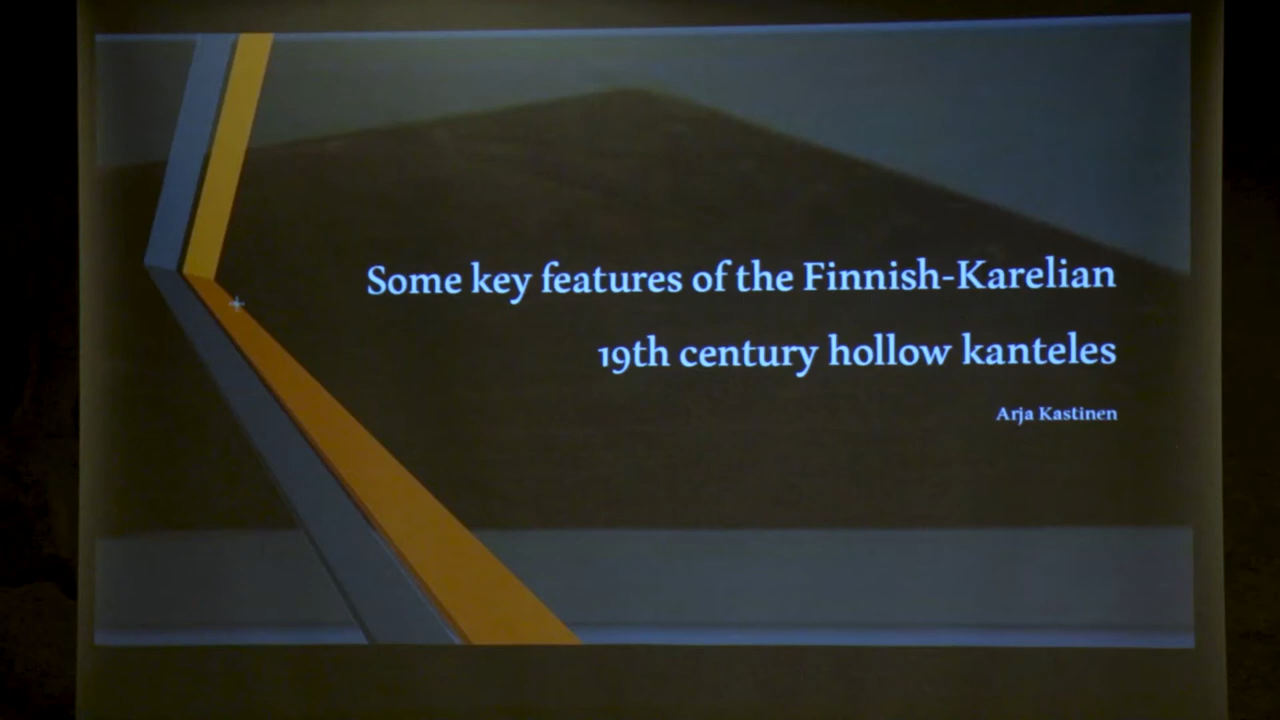 Some key features of the Finnish-Karelian
19th century hollow kanteles
Arja Kastinen